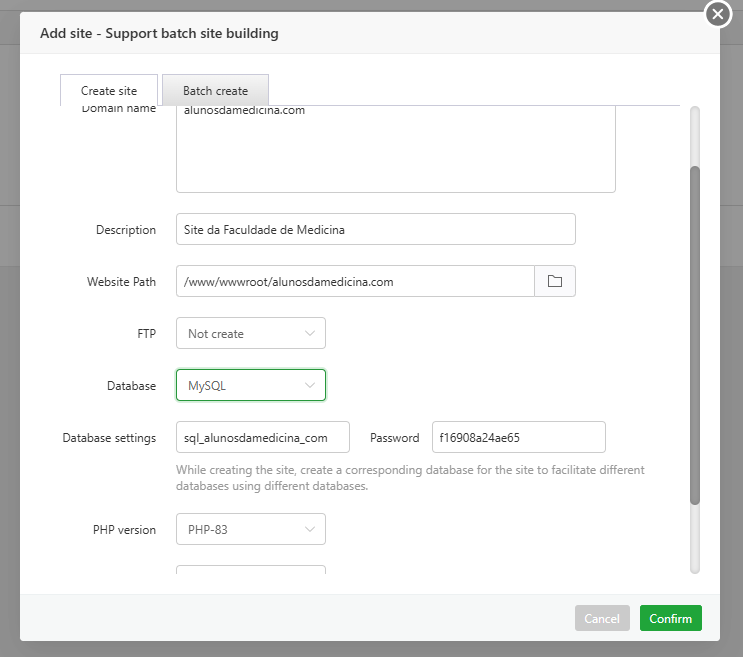 Add site - Support batch site building
Create site
Batch create
Domain name
alunosdamedicina.com
Description
Site da Faculdade de Medicina
Website Path
/www/wwwroot/alunosdamedicina.com
FTP
Not create
Database
MySQL
Database settings
sql_alunosdamedicina_com
Password
f16908a24ae65
While creating the site, create a corresponding database for the site to facilitate different
databases using different databases.
PHP version
PHP-83
Cancel
Confirm